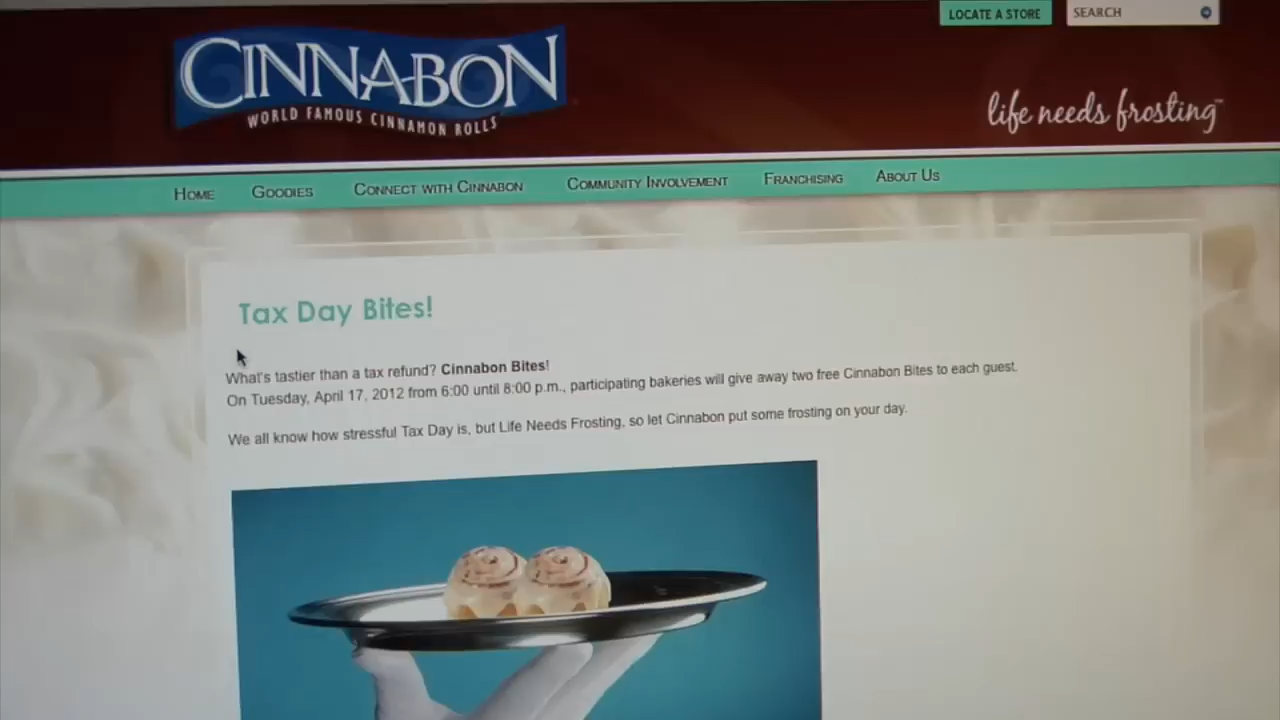 LOCATE A STORE
SEARCH
CINNABON
WORLD FAMOUS CINNAMON ROLLS
life needs frosting™
HOME GOODIES CONNECT WITH CINNABON COMMUNITY INVOLVEMENT FRANCHISING ABOUT US
Tax Day Bites!
What's tastier than a tax refund? Cinnabon Bites!
On Tuesday, April 17, 2012 from 6:00 until 8:00 p.m., participating bakeries will give away two free Cinnabon Bites to each guest.
We all know how stressful Tax Day is, but Life Needs Frosting, so let Cinnabon put some frosting on your day.